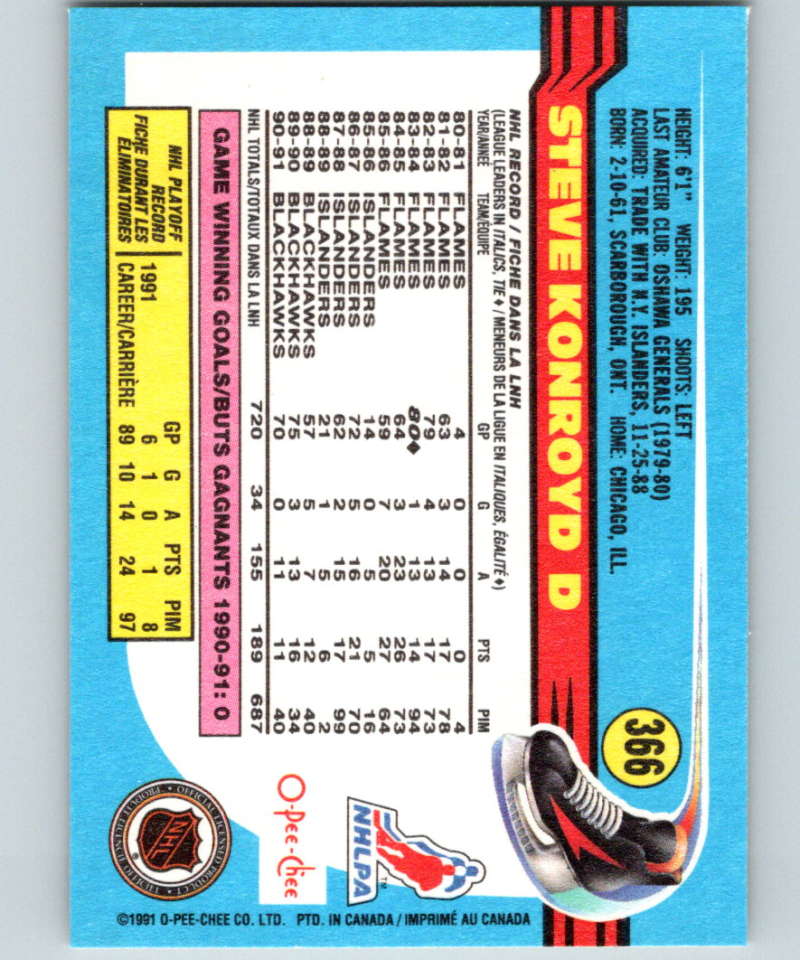 366
HEIGHT: 6'1" WEIGHT: 195 SHOOTS: LEFT
LAST AMATEUR CLUB: OSHAWA GENERALS (1979-80)
ACQUIRED: TRADE WITH N.Y. ISLANDERS, 11-25-88
BORN: 2-10-61, SCARBOROUGH, ONT. HOME: CHICAGO, ILL.
STEVE KONROYD D
NHL RECORD / FICHE DANS LA LNH
(LEAGUE LEADERS IN ITALICS, TIE ♦ / MENEURS DE LA LIGUE EN ITALIQUES, ÉGALITÉ ♦)
YEAR/ANNÉE TEAM/ÉQUIPE GP G A PTS PIM
80-81 FLAMES 4 0 0 0 4
81-82 FLAMES 63 3 14 17 78
82-83 FLAMES 79 4 13 17 73
83-84 FLAMES 80♦ 1 13 14 94
84-85 FLAMES 64 3 23 26 73
85-86 FLAMES 59 7 20 27 64
85-86 ISLANDERS 14 0 5 5 16
86-87 ISLANDERS 72 5 16 21 70
87-88 ISLANDERS 62 2 15 17 99
88-89 ISLANDERS 21 1 5 6 2
88-89 BLACKHAWKS 57 5 7 12 40
89-90 BLACKHAWKS 75 3 13 16 34
90-91 BLACKHAWKS 70 0 11 11 40
NHL TOTALS/TOTAUX DANS LA LNH 720 34 155 189 687
GAME WINNING GOALS/BUTS GAGNANTS 1990-91: 0
NHL PLAYOFF
RECORD
FICHE DURANT LES
ÉLIMINATOIRES
GP G A PTS PIM
1991 6 1 0 1 8
CAREER/CARRIÈRE 89 10 14 24 97
NHLPA
TM
O-Pee-Chee
NHL
©1991 O-PEE-CHEE CO. LTD. PTD. IN CANADA / IMPRIMÉ AU CANADA